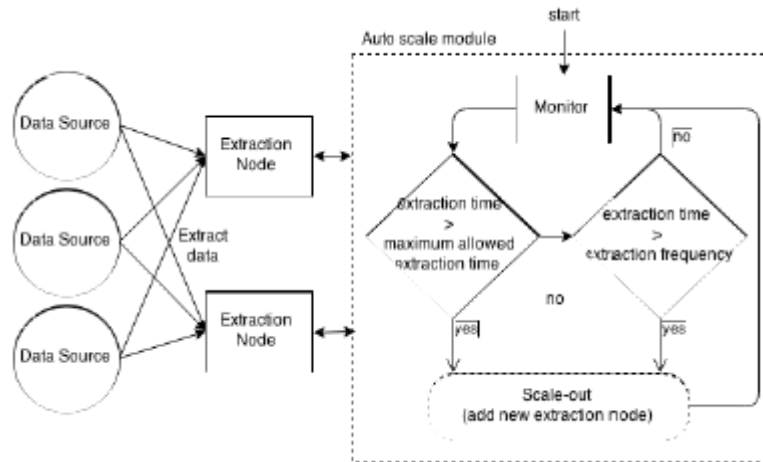 start
Auto scale module
Data Source
Extraction
Node
Monitor
no
Data Source
Extract
data
extraction time
>
maximum allowed
extraction time
extraction time
>
extraction frequency
no
Data Source
Extraction
Node
yes
yes
Scale-out
(add new extraction node)